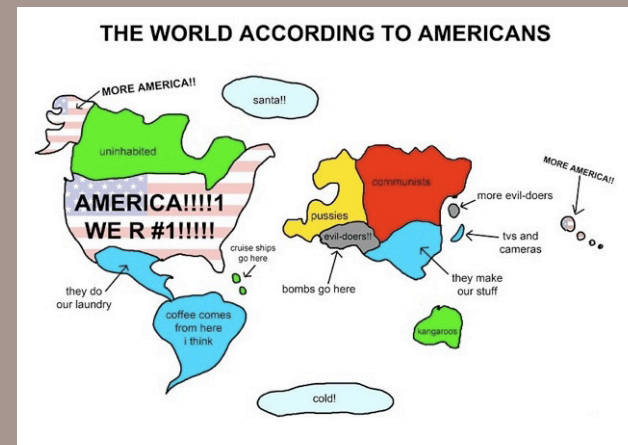 THE WORLD ACCORDING TO AMERICANS
MORE AMERICA!!
santa!!
uninhabited
AMERICA!!!!1
WE R #1!!!!!
cruise ships
go here
they do
our laundry
coffee comes
from here
i think
pussies
communists
evil-doers!!
bombs go here
more evil-doers
tvs and
cameras
they make
our stuff
MORE AMERICA!!
kangaroos
cold!